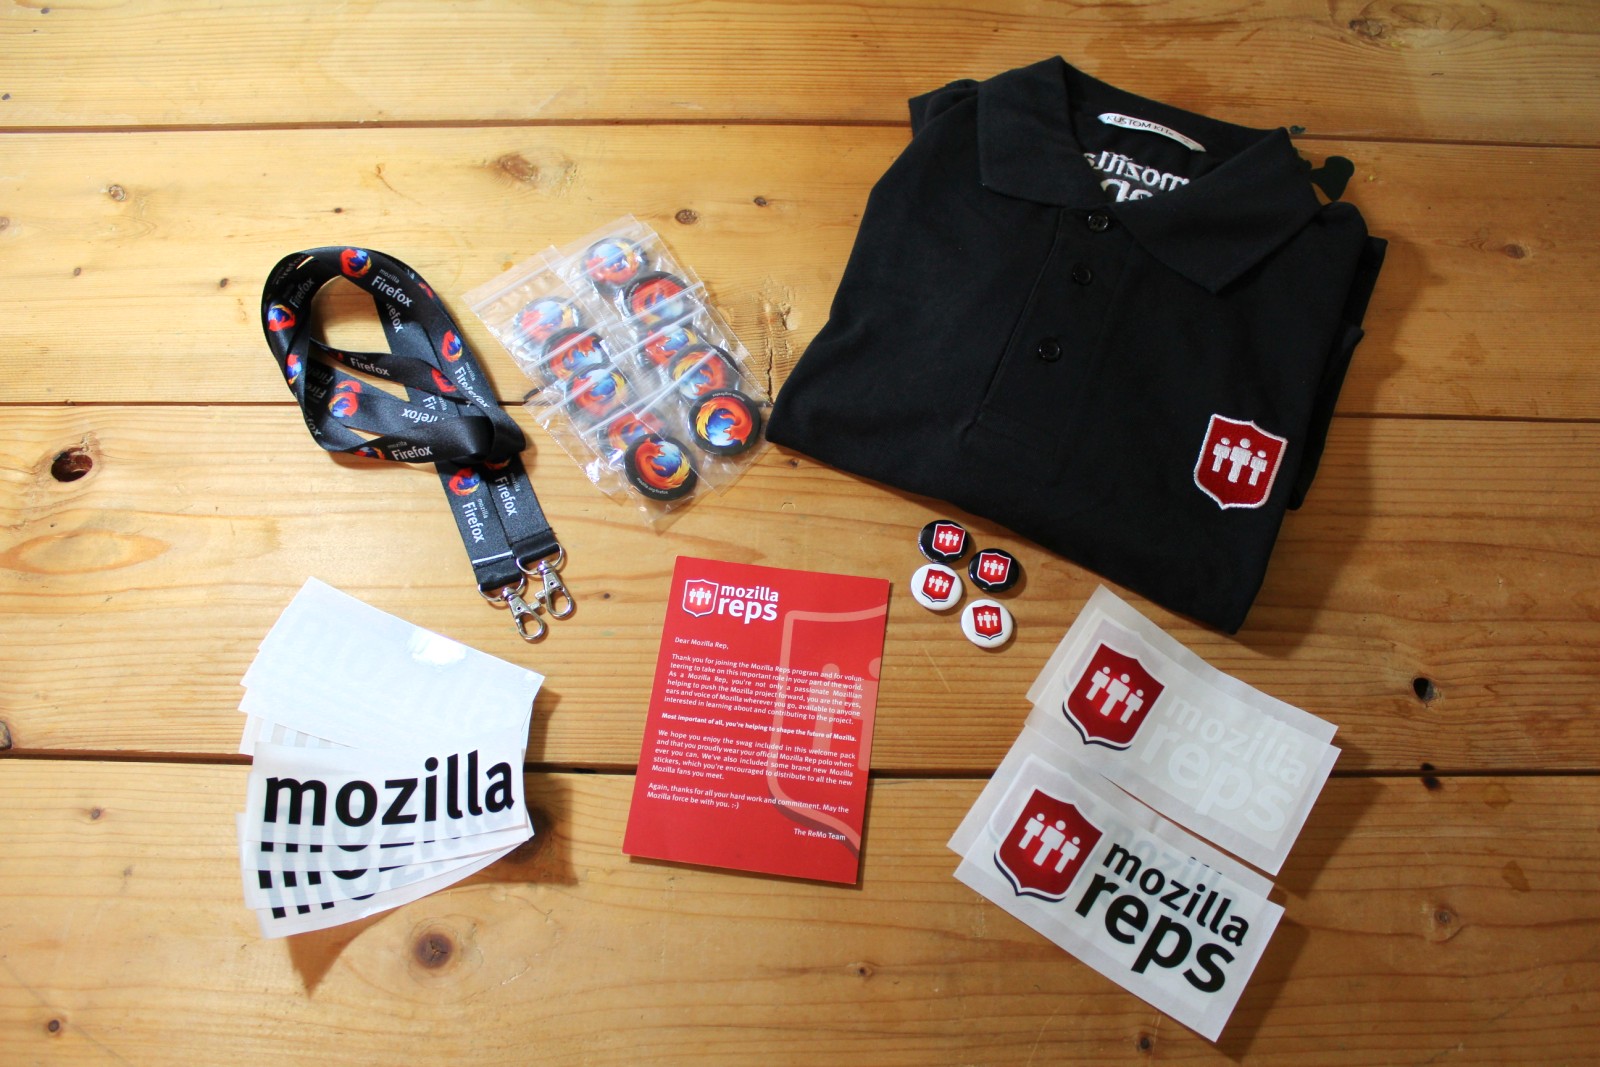 KUSTOM KIT
mozilla
Firefox
mozilla
Firefox
mozilla
Firefox
mozilla
Firefox
mozilla
reps
Dear Mozilla Rep,
Thank you for joining the Mozilla Reps program and for volun-
teering to take on this important role in your part of the world.
As a Mozilla Rep, you're not only a passionate Mozillian
helping to push the Mozilla project forward, you are the eyes,
ears and voice of Mozilla wherever you go, available to anyone
interested in learning about and contributing to the project.
Most important of all, you're helping to shape the future of Mozilla.
We hope you enjoy the swag included in this welcome pack
and that you proudly wear your official Mozilla Rep polo when-
ever you can. We've also included some brand new Mozilla
stickers, which you're encouraged to distribute to all the new
Mozilla fans you meet.
Again, thanks for all your hard work and commitment. May the
Mozilla force be with you. :-)
The ReMo Team
mozilla
mozilla
reps
mozilla
reps